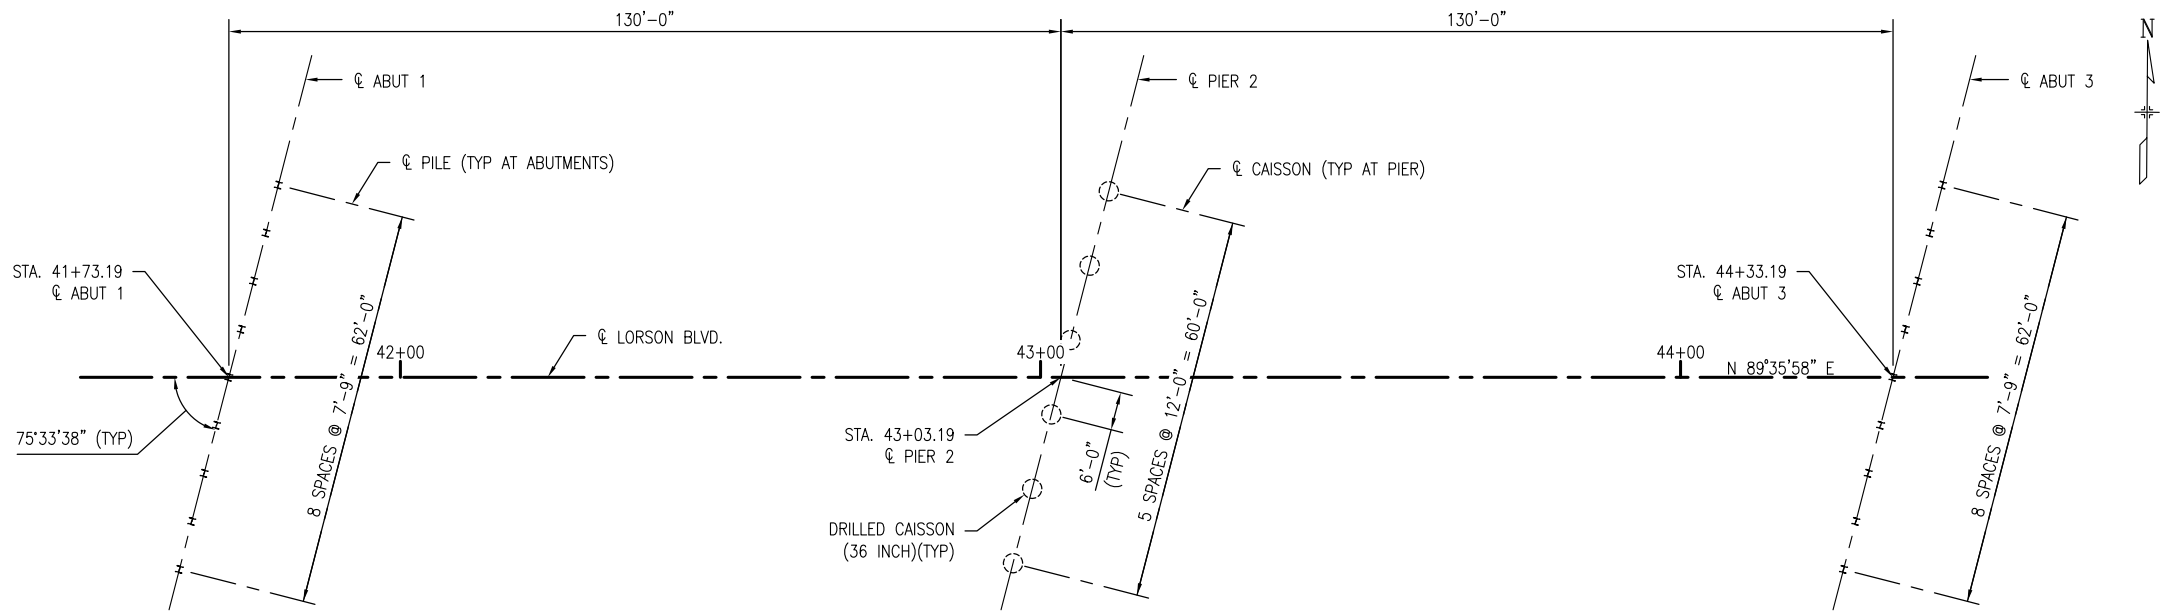 130'-0"
130'-0"
N
℄ ABUT 1
℄ PIER 2
℄ ABUT 3
℄ PILE (TYP AT ABUTMENTS)
℄ CAISSON (TYP AT PIER)
STA. 41+73.19
℄ ABUT 1
STA. 44+33.19
℄ ABUT 3
℄ LORSON BLVD.
42+00
43+00
44+00
N 89°35'58" E
75°33'38" (TYP)
8 SPACES @ 7'-9" = 62'-0"
STA. 43+03.19
℄ PIER 2
6'-0"
(TYP)
5 SPACES @ 12'-0" = 60'-0"
8 SPACES @ 7'-9" = 62'-0"
DRILLED CAISSON
(36 INCH)(TYP)